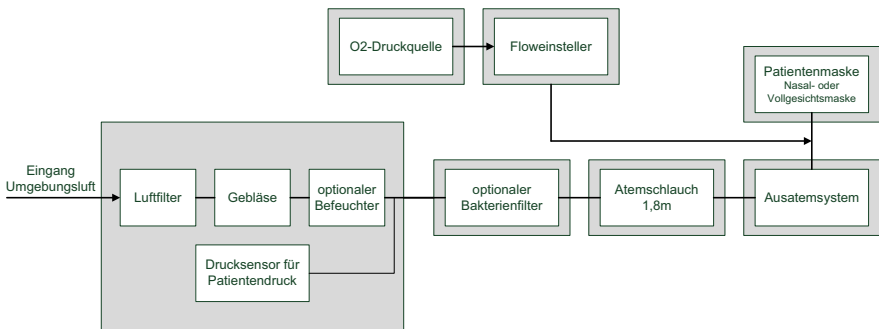 O2-Druckquelle
Floweinsteller
Patientenmaske
Nasal- oder
Vollgesichtsmaske
Eingang
Umgebungsluft
Luftfilter
Gebläse
optionaler
Befeuchter
optionaler
Bakterienfilter
Atemschlauch
1,8m
Ausatemsystem
Drucksensor für
Patientendruck